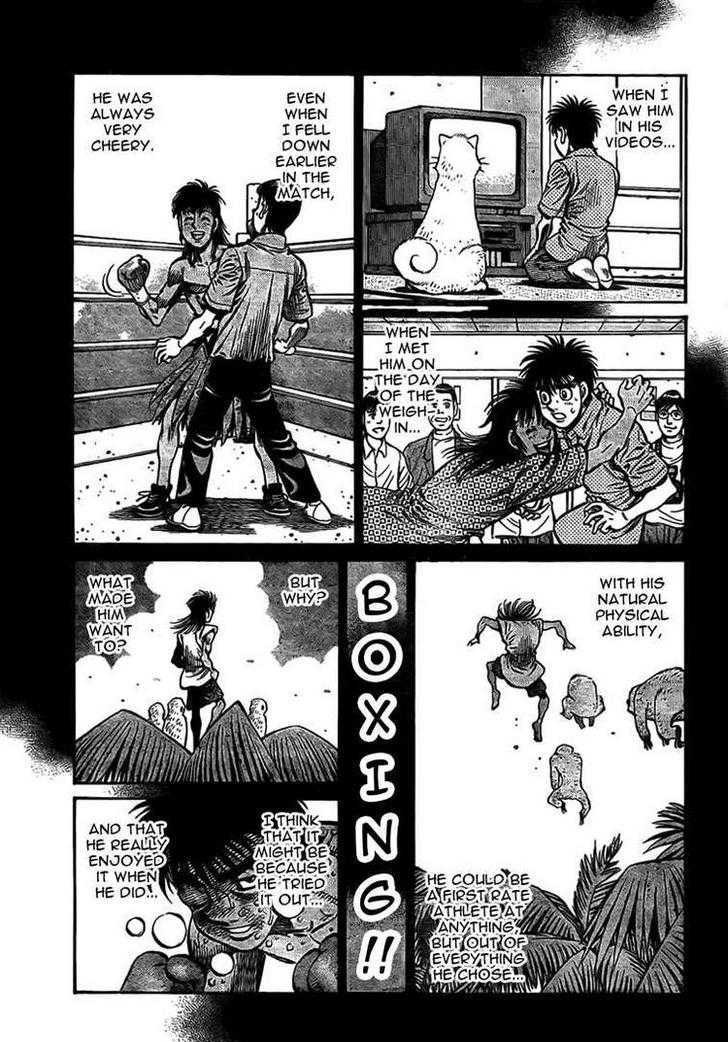 WHEN I
SAW HIM
IN HIS
VIDEOS...
EVEN
WHEN
I FELL
DOWN
EARLIER
IN THE
MATCH,
HE WAS
ALWAYS
VERY
CHEERY.
WHEN
I MET
HIM ON
THE DAY
OF THE
WEIGH-
IN...
WITH HIS
NATURAL
PHYSICAL
ABILITY,
HE COULD BE
A FIRST RATE
ATHLETE AT
ANYTHING,
BUT OUT OF
EVERYTHING
HE CHOSE...
BOXING!!
BUT
WHY?
WHAT
MADE
HIM
WANT
TO?
I THINK
THAT IT
MIGHT BE
BECAUSE
HE TRIED
IT OUT...
AND THAT
HE REALLY
ENJOYED
IT WHEN
HE DID...